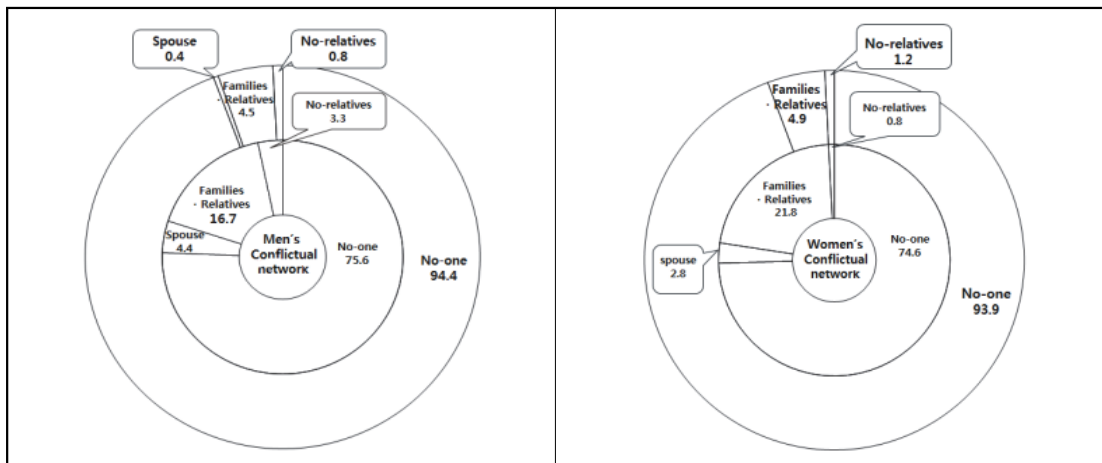 Spouse
0.4
No-relatives
0.8
Families
· Relatives
4.5
No-relatives
3.3
Families
· Relatives
16.7
Spouse
4.4
Men´s
Conflictual
network
No-one
75.6
No-one
94.4
No-relatives
1.2
Families
· Relatives
4.9
No-relatives
0.8
Families
· Relatives
21.8
spouse
2.8
Women's
Conflictual
network
No-one
74.6
No-one
93.9